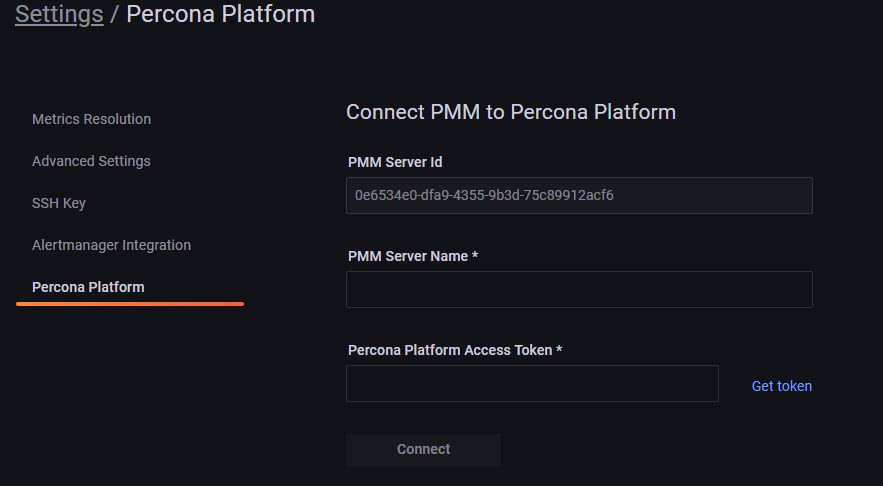 Settings / Percona Platform
Metrics Resolution
Advanced Settings
SSH Key
Alertmanager Integration
Percona Platform
Connect PMM to Percona Platform
PMM Server Id
0e6534e0-dfa9-4355-9b3d-75c89912acf6
PMM Server Name *
Percona Platform Access Token *
Get token
Connect